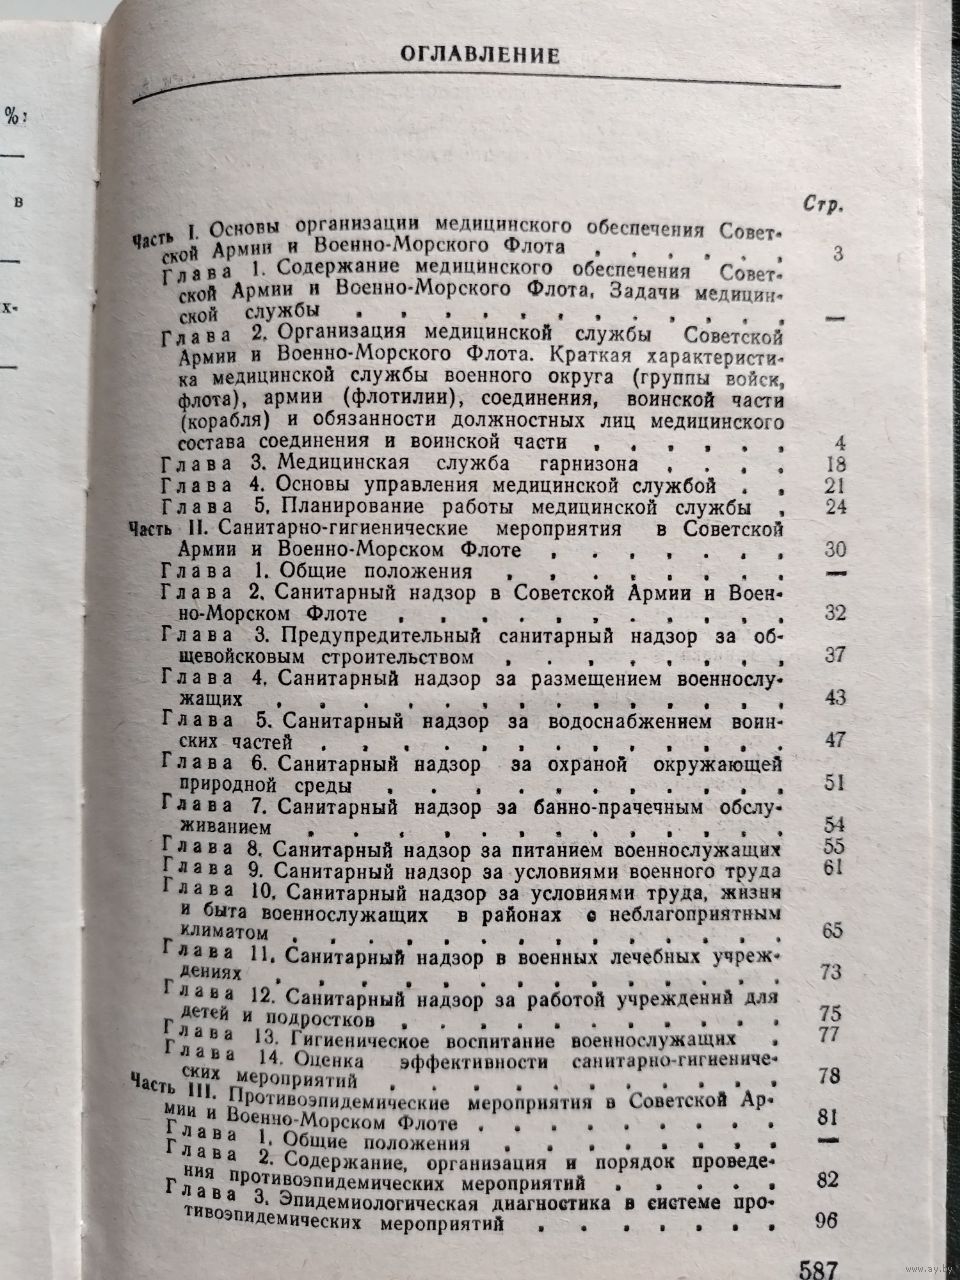 %:
в
х-
ОГЛАВЛЕНИЕ
Стр.
Часть I. Основы организации медицинского обеспечения Совет-
ской Армии и Военно-Морского Флота . . . . . . 3
Глава 1. Содержание медицинского обеспечения Совет-
ской Армии и Военно-Морского Флота. Задачи медицин-
ской службы . . . . . . . . . . . . —
Глава 2. Организация медицинской службы Советской
Армии и Военно-Морского Флота. Краткая характеристи-
ка медицинской службы военного округа (группы войск,
флота), армии (флотилии), соединения, воинской части
(корабля) и обязанности должностных лиц медицинского
состава соединения и воинской части . . . . . . 4
Глава 3. Медицинская служба гарнизона . . . . 18
Глава 4. Основы управления медицинской службой . . 21
Глава 5. Планирование работы медицинской службы . 24
Часть II. Санитарно-гигиенические мероприятия в Советской
Армии и Военно-Морском Флоте . . . . . . . 30
Глава 1. Общие положения . . . . . . . . —
Глава 2. Санитарный надзор в Советской Армии и Воен-
но-Морском Флоте . . . . . . . . . . . 32
Глава 3. Предупредительный санитарный надзор за об-
щевойсковым строительством . . . . . . . . 37
Глава 4. Санитарный надзор за размещением военнослу-
жащих . . . . . . . . . . . . . 43
Глава 5. Санитарный надзор за водоснабжением воин-
ских частей . . . . . . . . . . . . 47
Глава 6. Санитарный надзор за охраной окружающей
природной среды . . . . . . . . . . 51
Глава 7. Санитарный надзор за банно-прачечным обслу-
живанием . . . . . . . . . . . . 54
Глава 8. Санитарный надзор за питанием военнослужащих 55
Глава 9. Санитарный надзор за условиями военного труда 61
Глава 10. Санитарный надзор за условиями труда, жизни
и быта военнослужащих в районах с неблагоприятным
климатом . . . . . . . . . . . . . 65
Глава 11. Санитарный надзор в военных лечебных учреж-
дениях . . . . . . . . . . . . . 73
Глава 12. Санитарный надзор за работой учреждений для
детей и подростков . . . . . . . . . . 75
Глава 13. Гигиеническое воспитание военнослужащих . 77
Глава 14. Оценка эффективности санитарно-гигиениче-
ских мероприятий . . . . . . . . . . 78
Часть III. Противоэпидемические мероприятия в Советской Ар-
мии и Военно-Морском Флоте . . . . . . . . 81
Глава 1. Общие положения . . . . . . . . —
Глава 2. Содержание, организация и порядок проведе-
ния противоэпидемических мероприятий . . . . . 82
Глава 3. Эпидемиологическая диагностика в системе про-
тивоэпидемических мероприятий . . . . . . . 96
587
www.ay.by